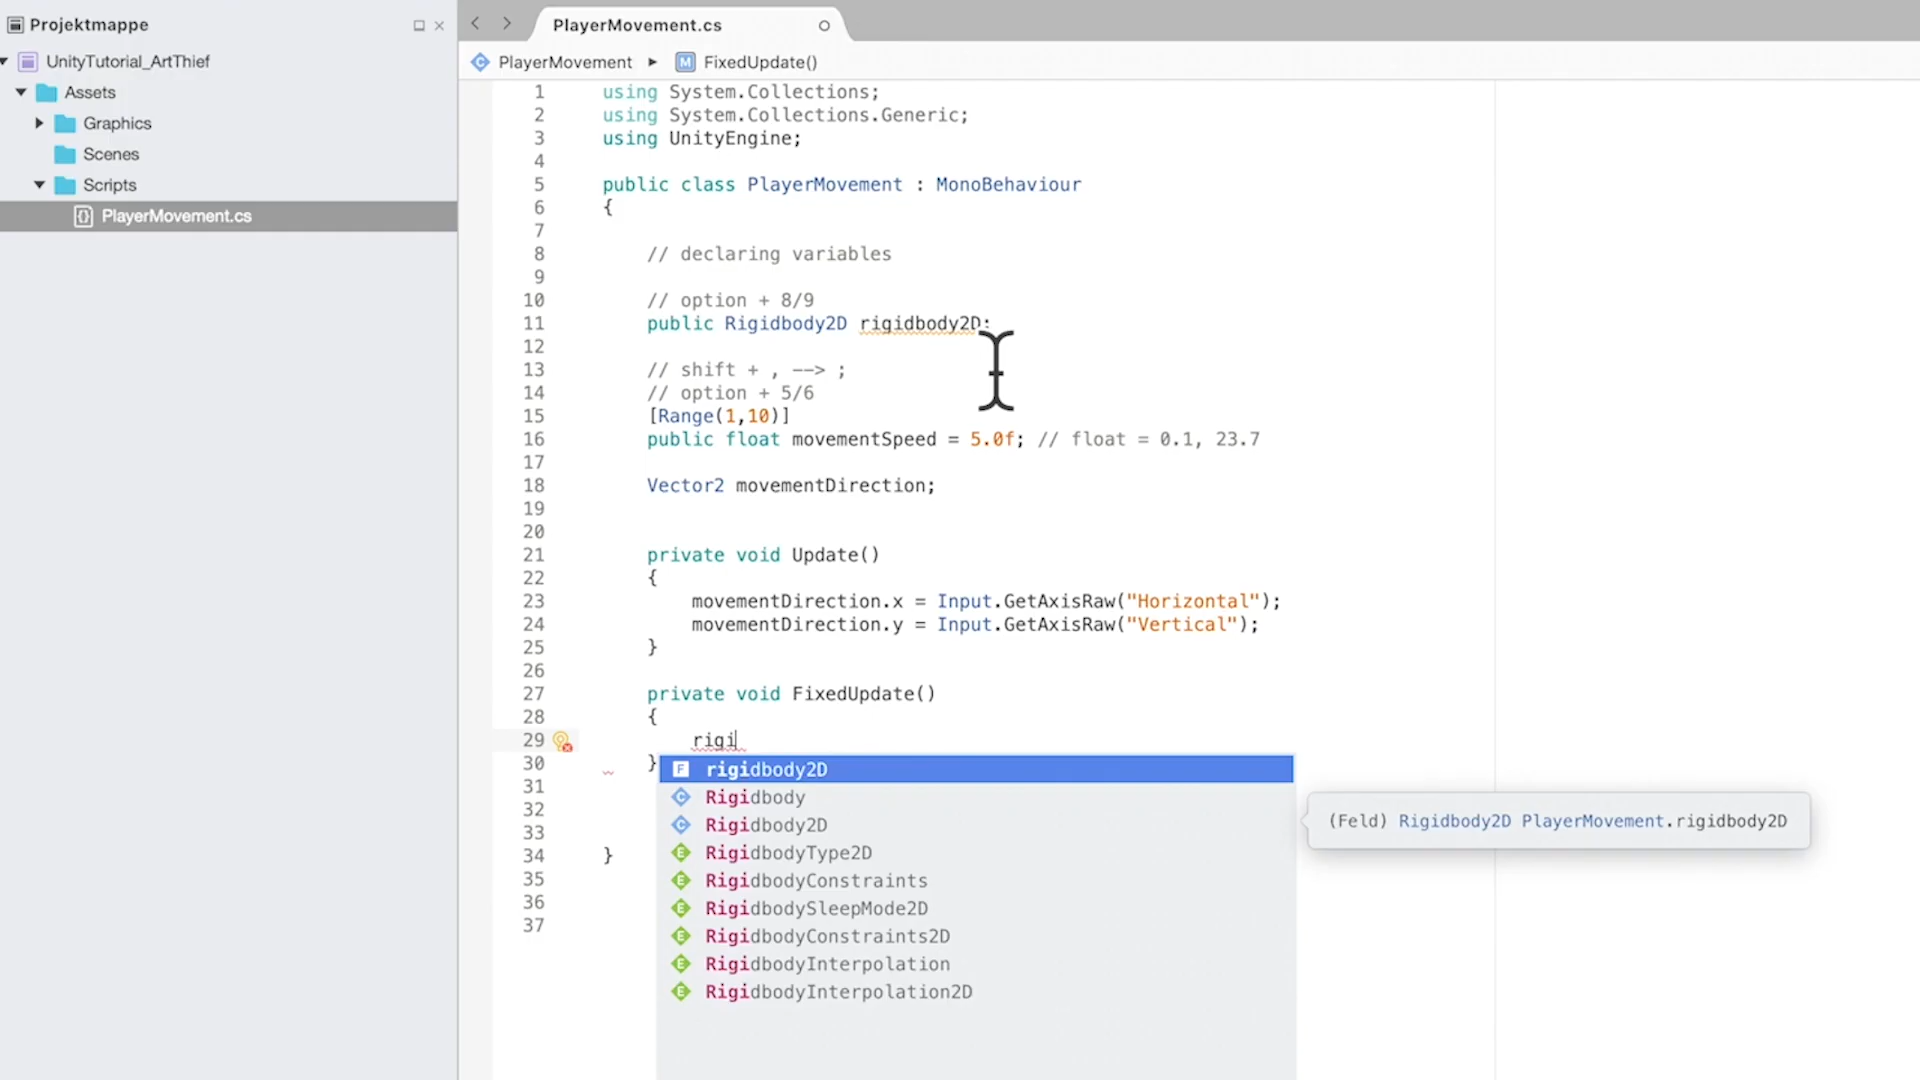 Projektmappe
UnityTutorial_ArtThief
Assets
Graphics
Scenes
Scripts
PlayerMovement.cs
PlayerMovement.cs
PlayerMovement
FixedUpdate()
1 using System.Collections;
2 using System.Collections.Generic;
3 using UnityEngine;
4
5 public class PlayerMovement : MonoBehaviour
6 {
7
8 // declaring variables
9
10 // option + 8/9
11 public Rigidbody2D rigidbody2D;
12
13 // shift + , --> ;
14 // option + 5/6
15 [Range(1,10)]
16 public float movementSpeed = 5.0f; // float = 0.1, 23.7
17
18 Vector2 movementDirection;
19
20
21 private void Update()
22 {
23 movementDirection.x = Input.GetAxisRaw("Horizontal");
24 movementDirection.y = Input.GetAxisRaw("Vertical");
25 }
26
27 private void FixedUpdate()
28 {
29 rigi
30 }
31
32
33
34 }
35
36
37
rigidbody2D
Rigidbody
Rigidbody2D
RigidbodyType2D
RigidbodyConstraints
RigidbodySleepMode2D
RigidbodyConstraints2D
RigidbodyInterpolation
RigidbodyInterpolation2D
(Feld) Rigidbody2D PlayerMovement.rigidbody2D